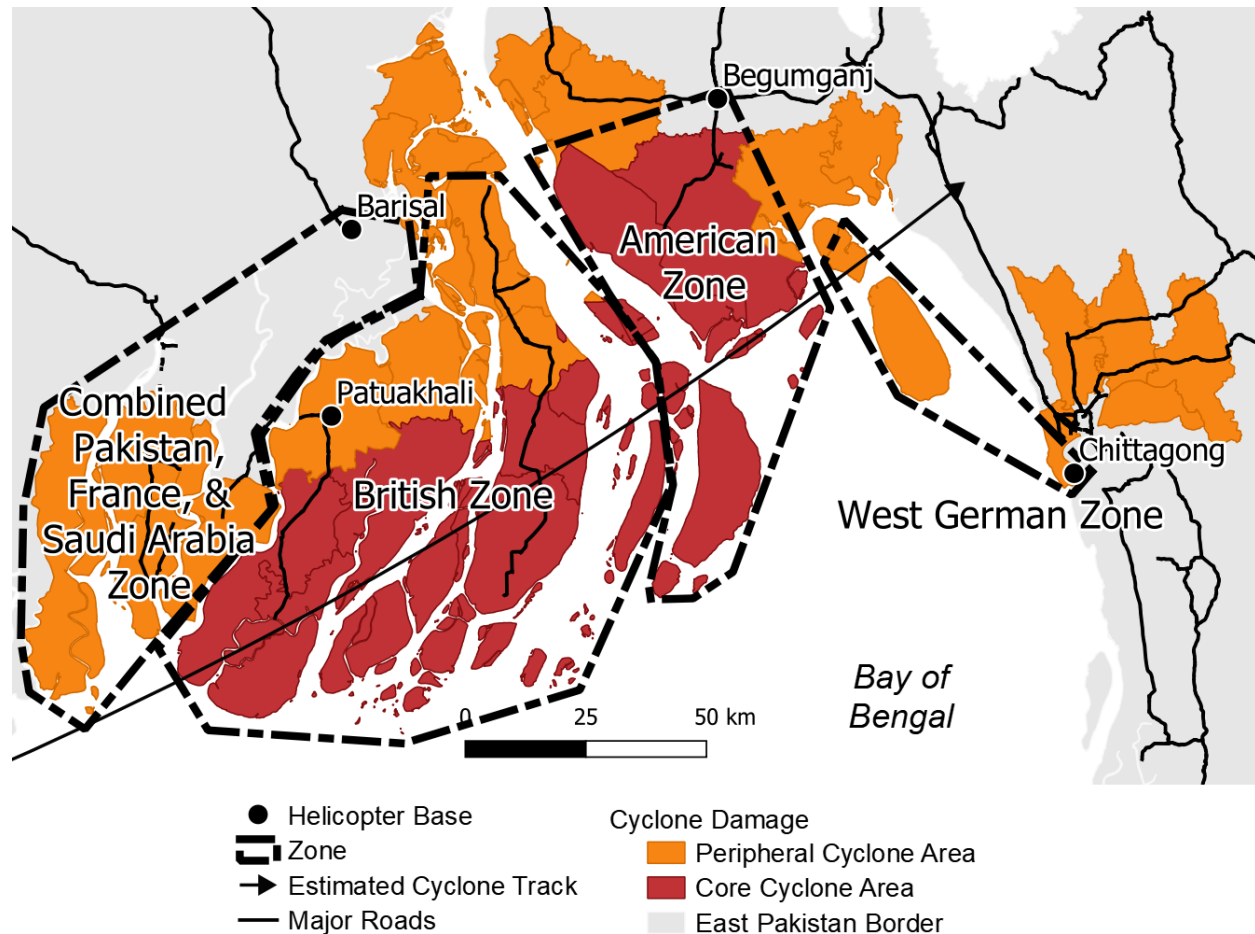 Begumganj
Barisal
American
Zone
Patuakhali
Combined
Pakistan,
France, &
Saudi Arabia
Zone
British Zone
Chittagong
West German Zone
Bay of
Bengal
0 25 50 km
Helicopter Base
Zone
Estimated Cyclone Track
Major Roads
Cyclone Damage
Peripheral Cyclone Area
Core Cyclone Area
East Pakistan Border